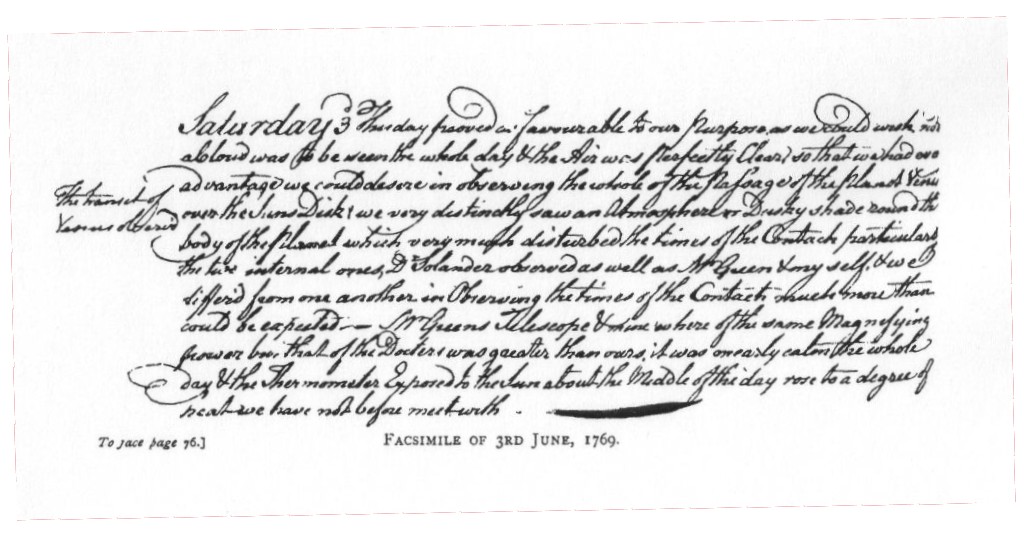 Saturday 3d This day proved as favourable to our purpose as we could wish, not
a Cloud was to be seen the whole day & the Air was perfectly Clear, so that we had every
advantage we could desire in observing the whole of the Passage of the Planet Venus
over the Suns Disk: we very distinctly saw an Atmosphere or Dusky shade round the
body of the Planet which very much disturbed the times of the Contacts particularly
the two internal ones, Dr Solander observed as well as Mr Green & my self, & we
differ'd from one another in Observing the times of the Contacts much more than
could be expected — Mr Greens Telescope & mine where of the same Magnifying
power but that of the Doctors was greater than ours, it was nearly calm the whole
day & the Thermometer Exposed to the Sun about the Middle of the day rose to a degree of
heat we have not before meet with.
The transit of
Venus observ'd
To face page 76.]
FACSIMILE OF 3RD JUNE, 1769.